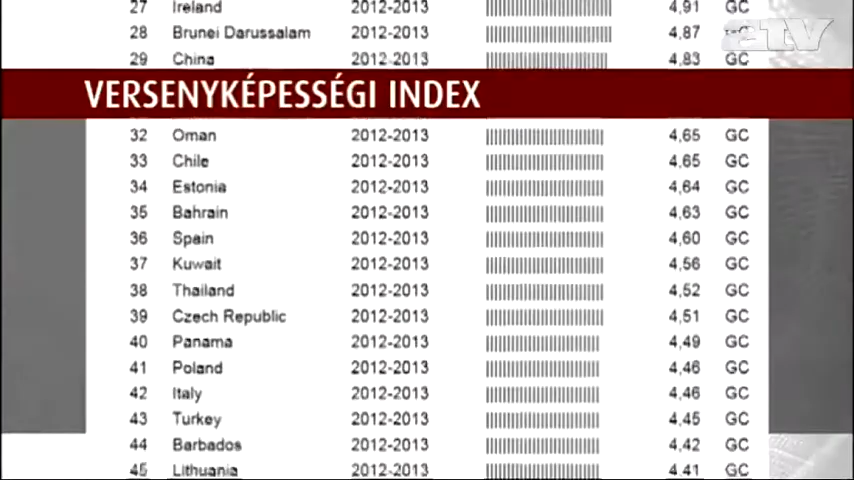 27 Ireland 2012-2013 4,91 GC
28 Brunei Darussalam 2012-2013 4,87 GC
29 China 2012-2013 4,83 GC
ATV
VERSENYKÉPESSÉGI INDEX
32 Oman 2012-2013 4,65 GC
33 Chile 2012-2013 4,65 GC
34 Estonia 2012-2013 4,64 GC
35 Bahrain 2012-2013 4,63 GC
36 Spain 2012-2013 4,60 GC
37 Kuwait 2012-2013 4,56 GC
38 Thailand 2012-2013 4,52 GC
39 Czech Republic 2012-2013 4,51 GC
40 Panama 2012-2013 4,49 GC
41 Poland 2012-2013 4,46 GC
42 Italy 2012-2013 4,46 GC
43 Turkey 2012-2013 4,45 GC
44 Barbados 2012-2013 4,42 GC
45 Lithuania 2012-2013 4,41 GC